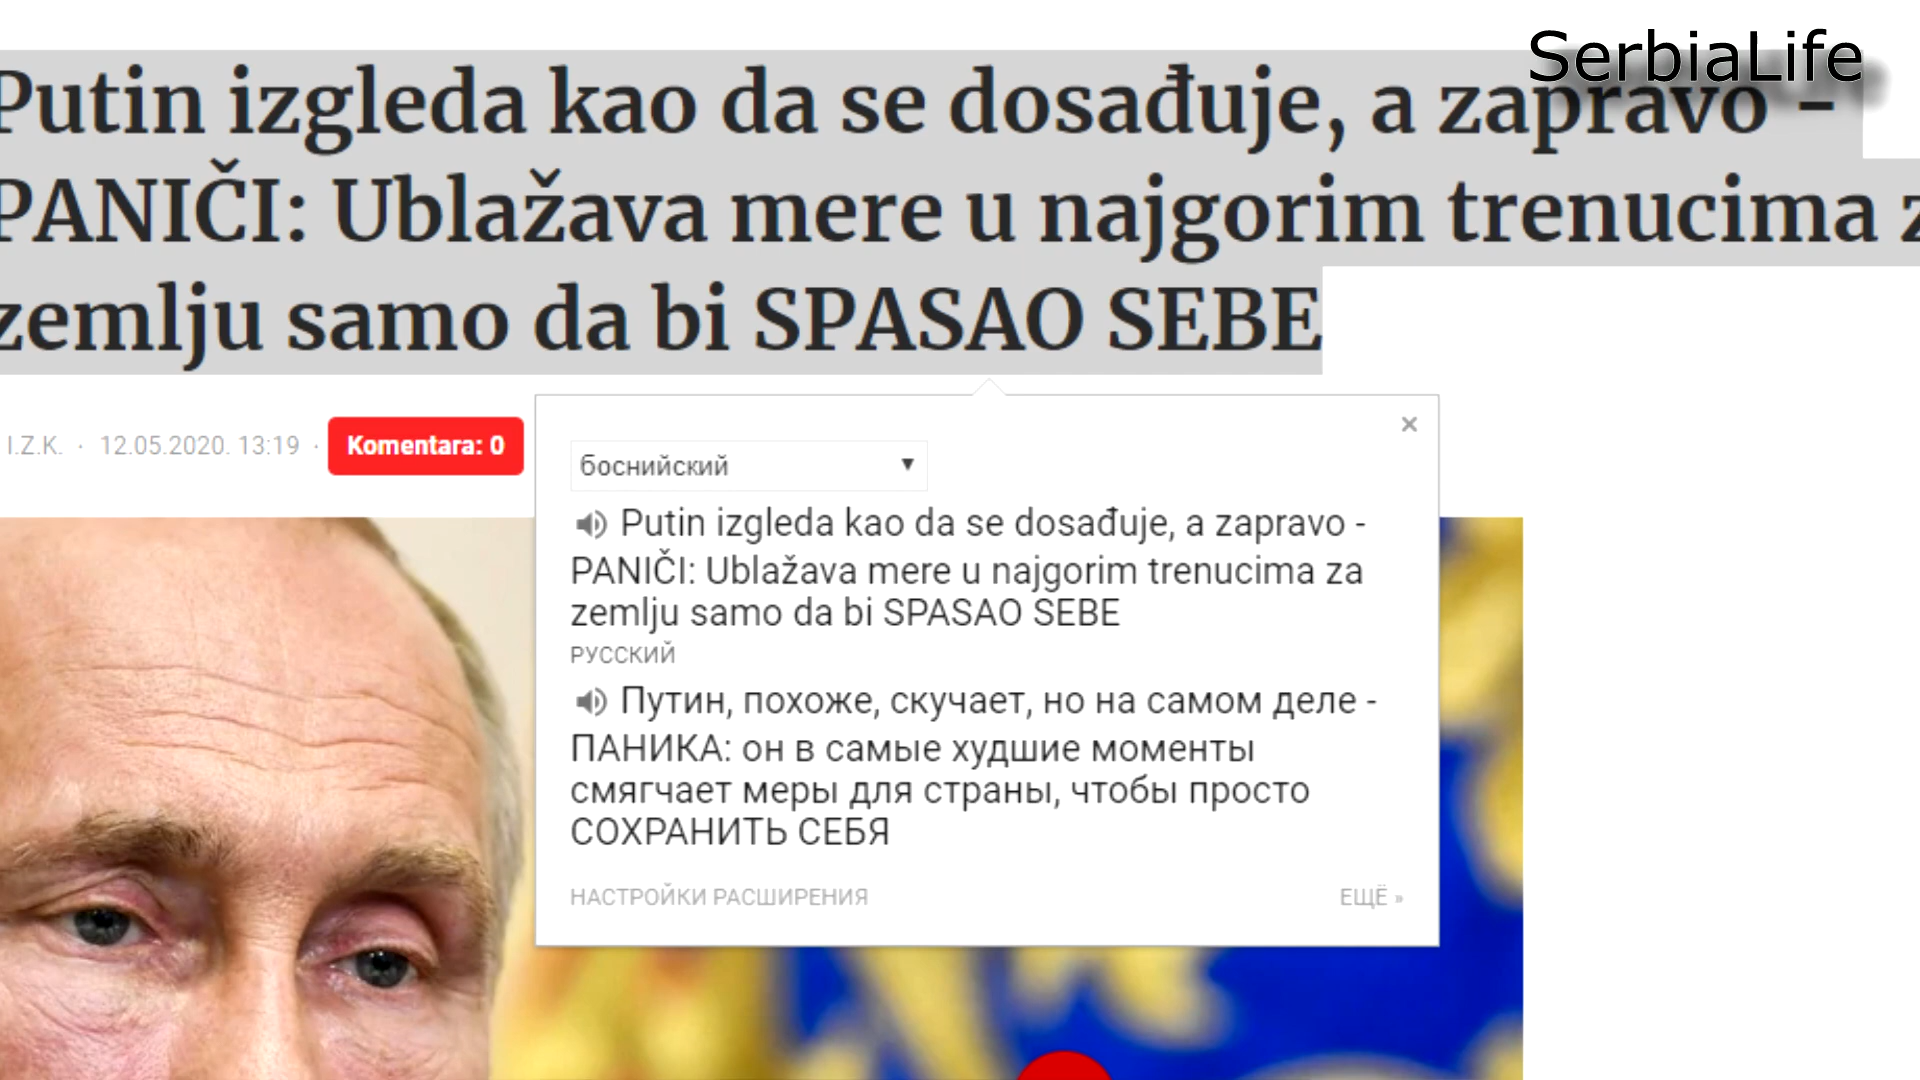 SerbiaLife
Putin izgleda kao da se dosađuje, a zapravo -
PANIČI: Ublažava mere u najgorim trenucima z
zemlju samo da bi SPASAO SEBE
I.Z.K. · 12.05.2020. 13:19 · Komentara: 0
×
боснийский ▼
Putin izgleda kao da se dosađuje, a zapravo -
PANIČI: Ublažava mere u najgorim trenucima za
zemlju samo da bi SPASAO SEBE
РУССКИЙ
Путин, похоже, скучает, но на самом деле -
ПАНИКА: он в самые худшие моменты
смягчает меры для страны, чтобы просто
СОХРАНИТЬ СЕБЯ
НАСТРОЙКИ РАСШИРЕНИЯ ЕЩЁ »